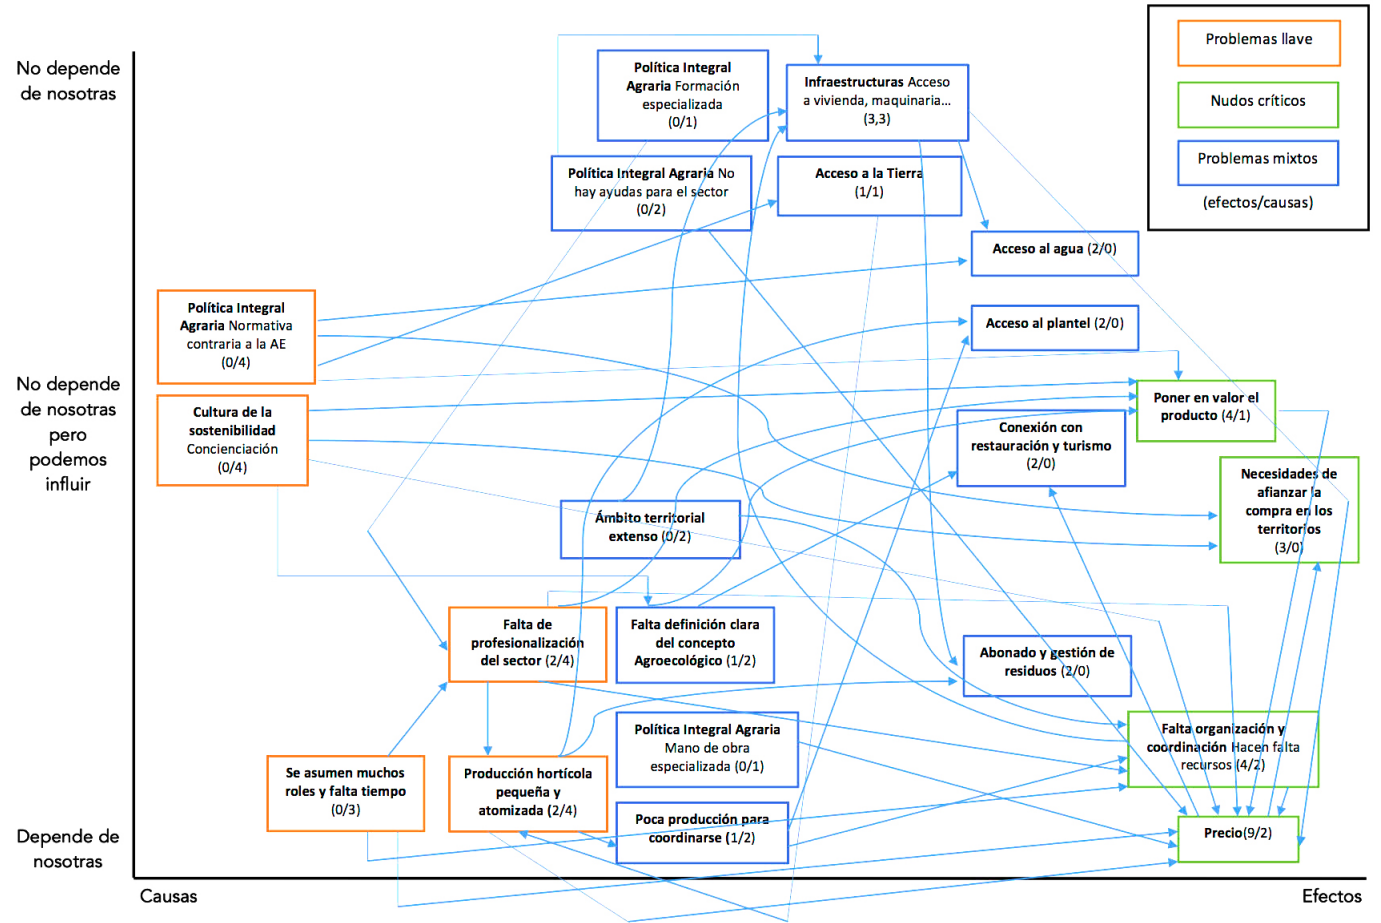 No depende
de nosotras
No depende
de nosotras
pero
podemos
influir
Depende de
nosotras
Causas
Efectos
Problemas llave
Nudos críticos
Problemas mixtos
(efectos/causas)
Política Integral
Agraria Formación
especializada
(0/1)
Infraestructuras Acceso
a vivienda, maquinaria...
(3,3)
Política Integral Agraria No
hay ayudas para el sector
(0/2)
Acceso a la Tierra
(1/1)
Acceso al agua (2/0)
Política Integral
Agraria Normativa
contraria a la AE
(0/4)
Acceso al plantel (2/0)
Cultura de la
sostenibilidad
Concienciación
(0/4)
Poner en valor el
producto (4/1)
Conexión con
restauración y turismo
(2/0)
Necesidades de
afianzar la
compra en los
territorios
(3/0)
Ámbito territorial
extenso (0/2)
Falta de
profesionalización
del sector (2/4)
Falta definición clara
del concepto
Agroecológico (1/2)
Abonado y gestión de
residuos (2/0)
Política Integral Agraria
Mano de obra
especializada (0/1)
Falta organización y
coordinación Hacen falta
recursos (4/2)
Se asumen muchos
roles y falta tiempo
(0/3)
Producción hortícola
pequeña y
atomizada (2/4)
Poca producción para
coordinarse (1/2)
Precio(9/2)